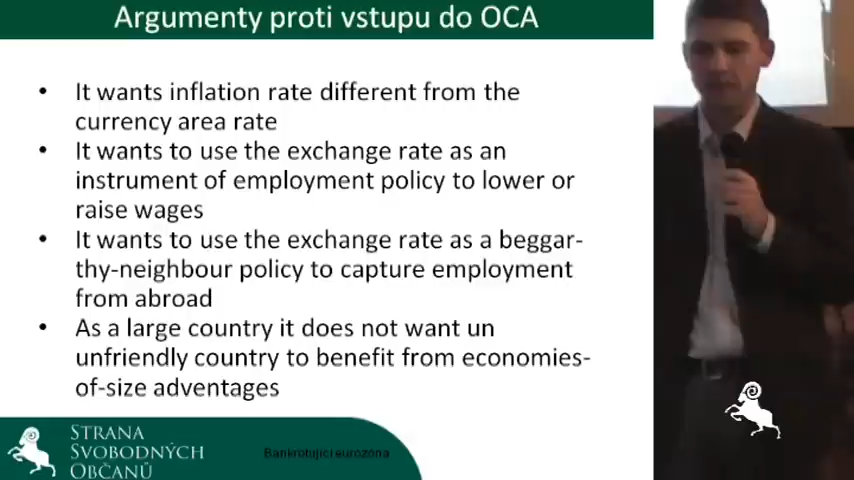 Argumenty proti vstupu do OCA
• It wants inflation rate different from the
currency area rate
• It wants to use the exchange rate as an
instrument of employment policy to lower or
raise wages
• It wants to use the exchange rate as a beggar-
thy-neighbour policy to capture employment
from abroad
• As a large country it does not want un
unfriendly country to benefit from economies-
of-size adventages
STRANA
SVOBODNÝCH
OBČANŮ
Bankrotující eurozóna